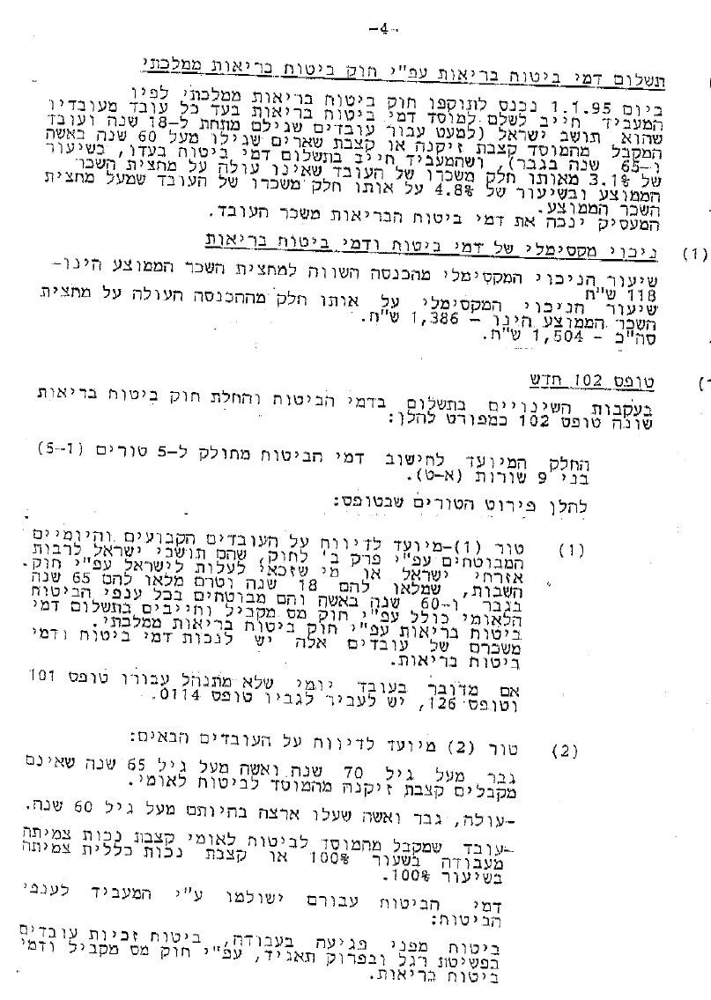 -4-
תשלום דמי ביטוח בריאות עפ"י חוק ביטוח בריאות ממלכתי
ביום 1.1.95 נכנס לתוקפו חוק ביטוח בריאות ממלכתי לפיו
המעביד חייב לשלם למוסד דמי ביטוח בריאות בעד כל עובד מעובדיו
שהוא תושב ישראל (למעט עבור עובדים שגילם מתחת ל-18 שנה ועובד
המקבל מהמוסד קצבת זיקנה או קצבת שארים שגילו מעל 60 שנה באשה
ו-65 שנה בגבר), ושהמעביד חייב בתשלום דמי ביטוח בעדו, בשיעור
של 3.1% מאותו חלק משכרו של העובד שאינו עולה על מחצית השכר
הממוצע ובשיעור של 4.8% על אותו חלק משכרו של העובד שמעל מחצית
השכר הממוצע.
המעסיק ינכה את דמי ביטוח הבריאות משכר העובד.
(1) ניכוי מקסימלי של דמי ביטוח ודמי ביטוח בריאות
שיעור הניכוי המקסימלי מהכנסה השווה למחצית השכר הממוצע הינו-
118 ש"ח
שיעור הניכוי המקסימלי על אותו חלק מההכנסה העולה על מחצית
השכר הממוצע הינו - 1,386 ש"ח.
סה"כ - 1,504 ש"ח.
טופס 102 חדש
בעקבות השינויים בתשלום בדמי הביטוח והחלת חוק ביטוח בריאות
שונה טופס 102 כמפורט להלן:
החלק המיועד לחישוב דמי הביטוח מחולק ל-5 טורים (1-5)
בני 9 שורות (א-ט).
להלן פירוט הטורים שבטופס:
(1) טור (1)-מיועד לדיווח על העובדים הקבועים והיומיים
המבוטחים עפ"י פרק ב' לחוק, שהם תושבי ישראל לרבות
אזרחי ישראל או מי שזכאי לעלות לישראל עפ"י חוק
השבות, שמלאו להם 18 שנה וטרם מלאו להם 65 שנה
בגבר ו-60 שנה באשה והם מבוטחים בכל ענפי הביטוח
הלאומי כולל עפ"י חוק מס מקביל וחייבים בתשלום דמי
ביטוח בריאות עפ"י חוק ביטוח בריאות ממלכתי.
משכרם של עובדים אלה יש לנכות דמי ביטוח ודמי
ביטוח בריאות.
אם מדובר בעובד יומי שלא מתנהל עבורו טופס 101
וטופס 126, יש לעביר לגביו טופס 0114.
(2) טור (2) מיועד לדיווח על העובדים הבאים:
גבר מעל גיל 70 שנה ואשה מעל גיל 65 שנה שאינם
מקבלים קצבת זיקנה מהמוסד לביטוח לאומי.
-עולה, גבר ואשה שעלו ארצה בהיותם מעל גיל 60 שנה.
-עובד שמקבל מהמוסד לביטוח לאומי קצבת נכות צמיתה
מעבודה בשעור 100% או קצבת נכות כללית צמיתה
בשיעור 100%.
דמי הביטוח עבורם ישולמו ע"י המעביד לענפי
הביטוח:
ביטוח מפני פגיעה בעבודה, ביטוח זכיות עובדים
בפשיטת רגל ובפרוק תאגיד, עפ"י חוק מס מקביל ודמי
ביטוח בריאות.